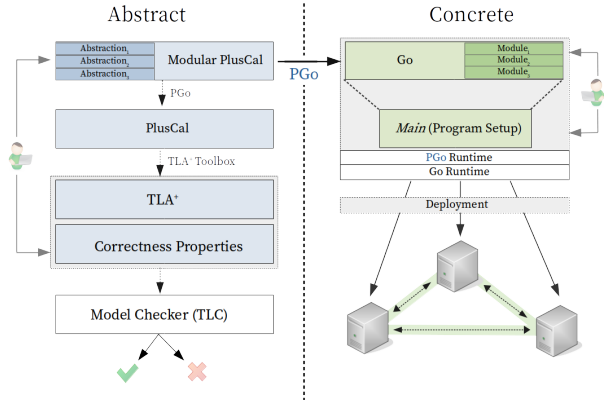 Abstract
Concrete
Abstraction₁
Abstraction₂
Abstraction₃
Modular PlusCal
PGo
Go
Module₁
Module₂
Module₃
PGo
PlusCal
Main (Program Setup)
TLA⁺ Toolbox
PGo Runtime
Go Runtime
TLA⁺
Deployment
Correctness Properties
Model Checker (TLC)